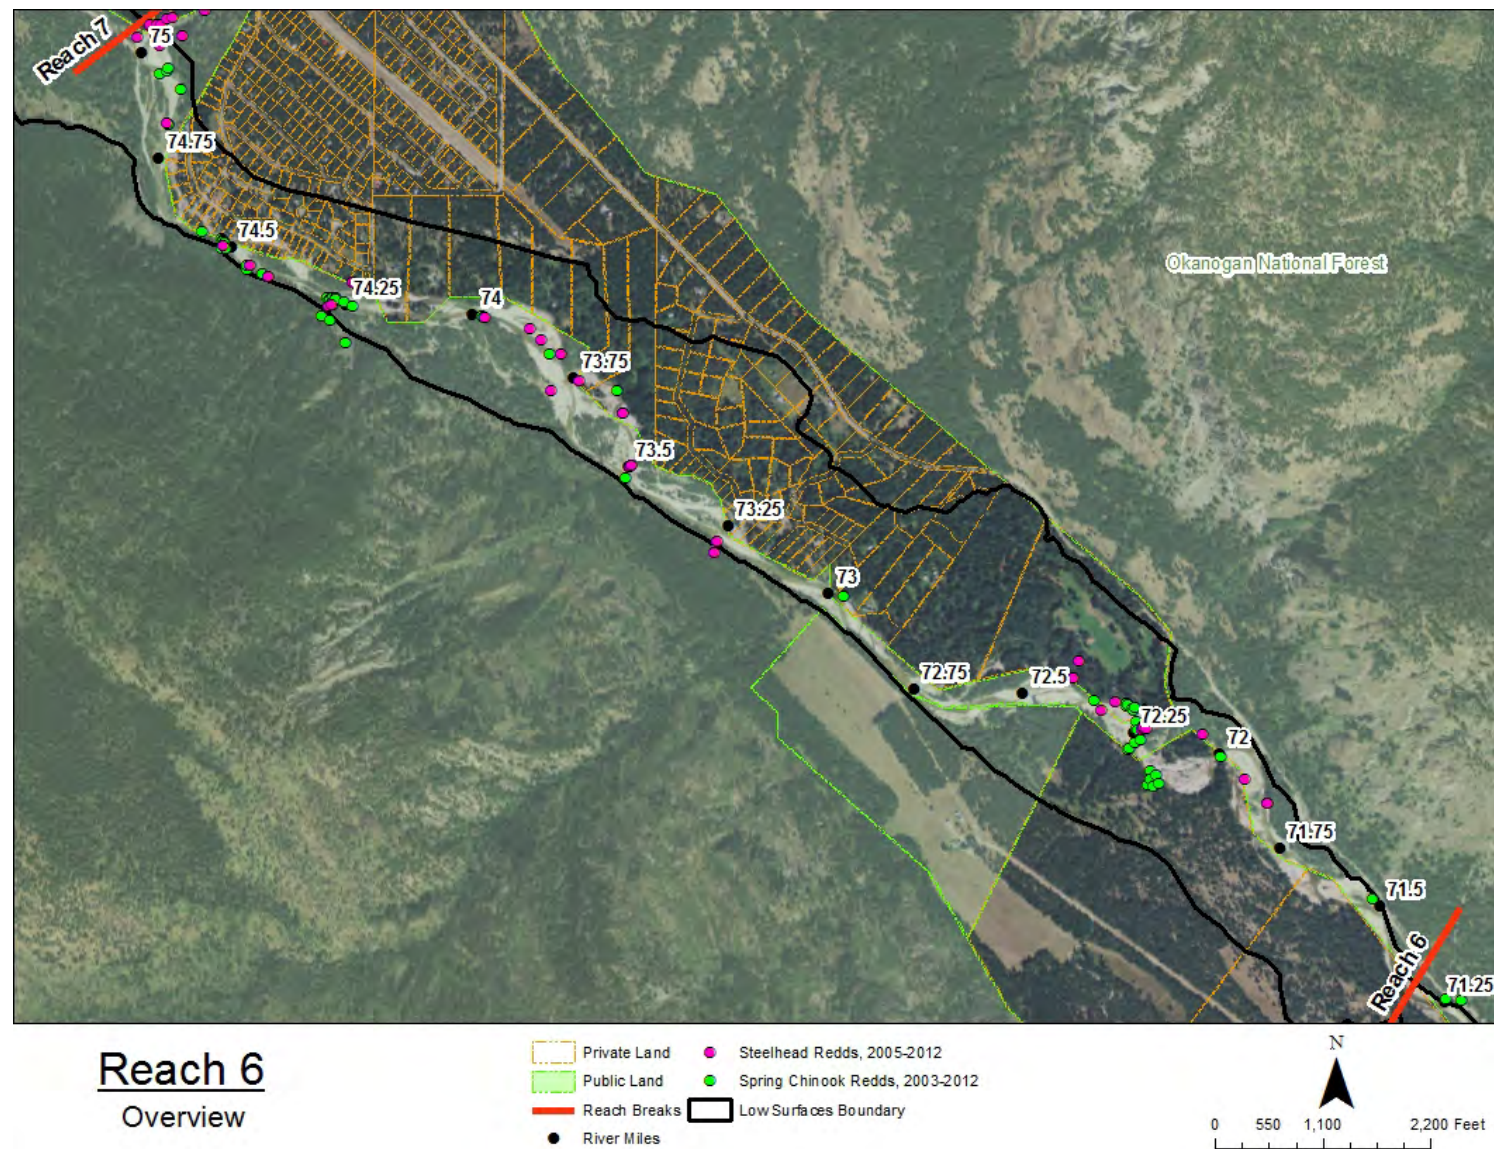 Reach 7
75
74.75
74.5
74.25
74
73.75
73.5
73.25
73
72.75
72.5
72.25
72
71.75
71.5
71.25
Okanogan National Forest
Reach 6
Reach 6
Overview
Private Land
Public Land
Reach Breaks
River Miles
Steelhead Redds, 2005-2012
Spring Chinook Redds, 2003-2012
Low Surfaces Boundary
N
0 550 1,100 2,200 Feet